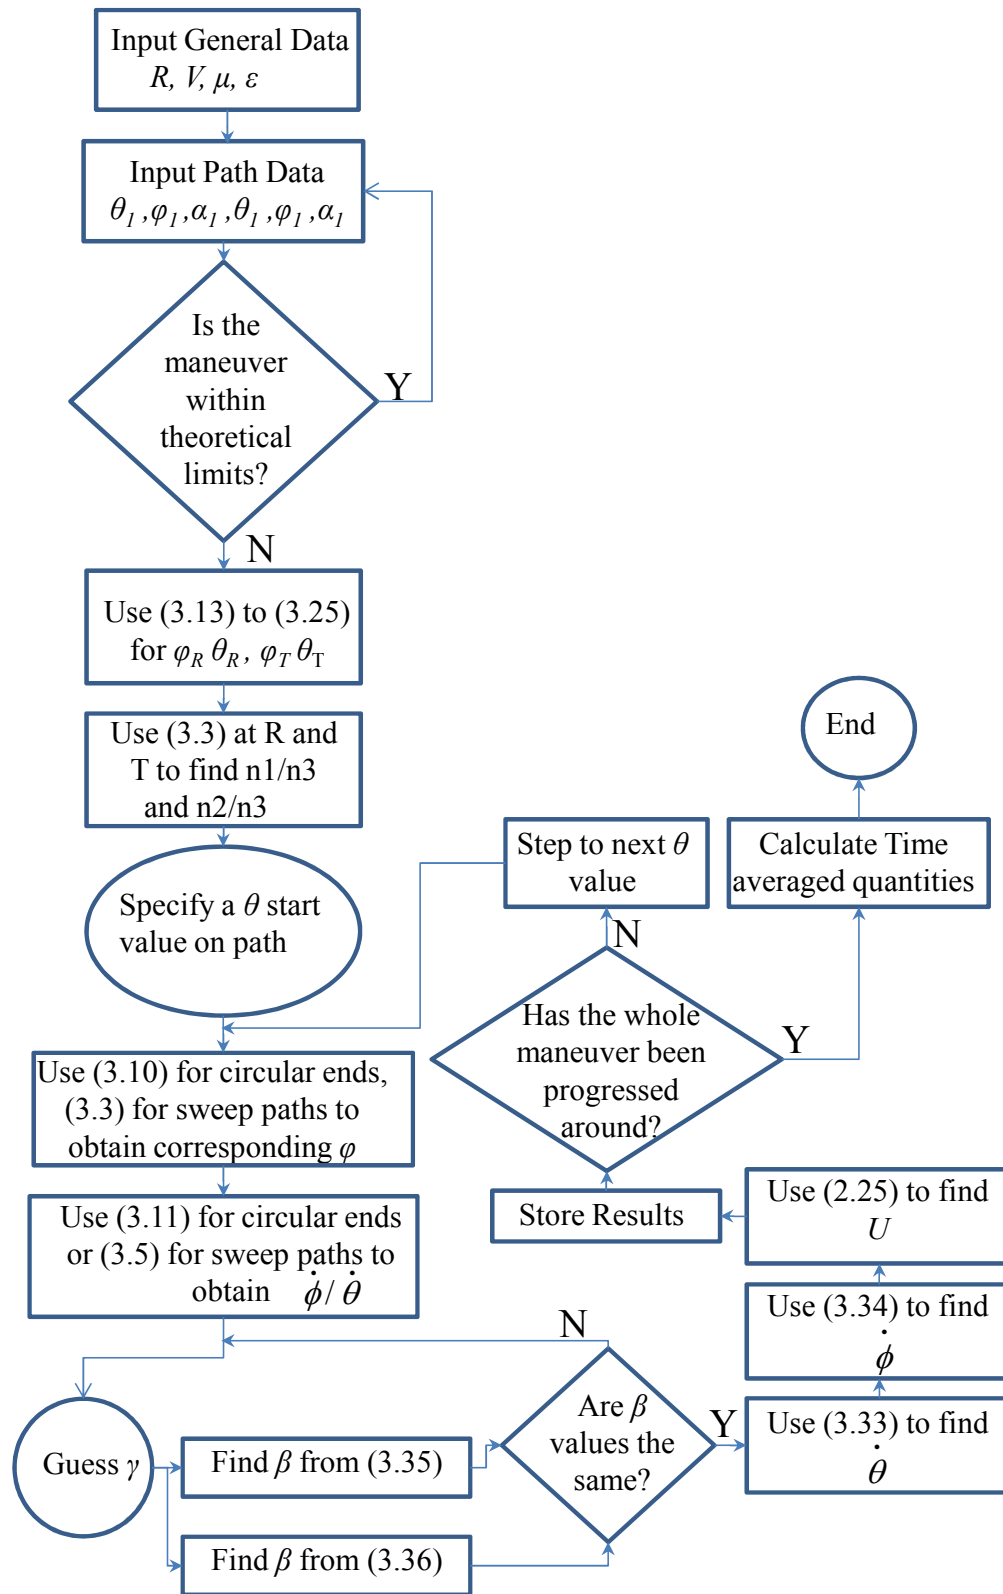 Input General Data
R, V, μ, ε
Input Path Data
θ₁ ,φ₁,α₁,θ₁ ,φ₁,α₁
Is the
maneuver
within
theoretical
limits?
Y
N
Use (3.13) to (3.25)
for φ_R θ_R , φ_T θ_T
Use (3.3) at R and
T to find n1/n3
and n2/n3
Specify a θ start
value on path
Use (3.10) for circular ends,
(3.3) for sweep paths to
obtain corresponding φ
Use (3.11) for circular ends
or (3.5) for sweep paths to
obtain ϕ̇ / θ̇
Guess γ
Find β from (3.35)
Find β from (3.36)
Are β
values the
same?
N
Y
Use (3.33) to find
θ̇
Use (3.34) to find
ϕ̇
Use (2.25) to find
U
Store Results
Has the whole
maneuver been
progressed
around?
N
Y
Step to next θ
value
Calculate Time
averaged quantities
End